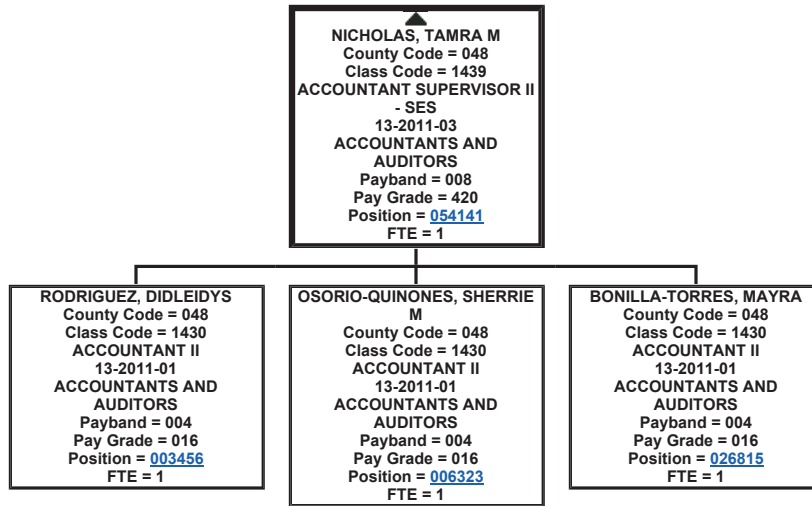 NICHOLAS, TAMRA M
County Code = 048
Class Code = 1439
ACCOUNTANT SUPERVISOR II
- SES
13-2011-03
ACCOUNTANTS AND
AUDITORS
Payband = 008
Pay Grade = 420
Position = 054141
FTE = 1
RODRIGUEZ, DIDLEIDYS
County Code = 048
Class Code = 1430
ACCOUNTANT II
13-2011-01
ACCOUNTANTS AND
AUDITORS
Payband = 004
Pay Grade = 016
Position = 003456
FTE = 1
OSORIO-QUINONES, SHERRIE
M
County Code = 048
Class Code = 1430
ACCOUNTANT II
13-2011-01
ACCOUNTANTS AND
AUDITORS
Payband = 004
Pay Grade = 016
Position = 006323
FTE = 1
BONILLA-TORRES, MAYRA
County Code = 048
Class Code = 1430
ACCOUNTANT II
13-2011-01
ACCOUNTANTS AND
AUDITORS
Payband = 004
Pay Grade = 016
Position = 026815
FTE = 1